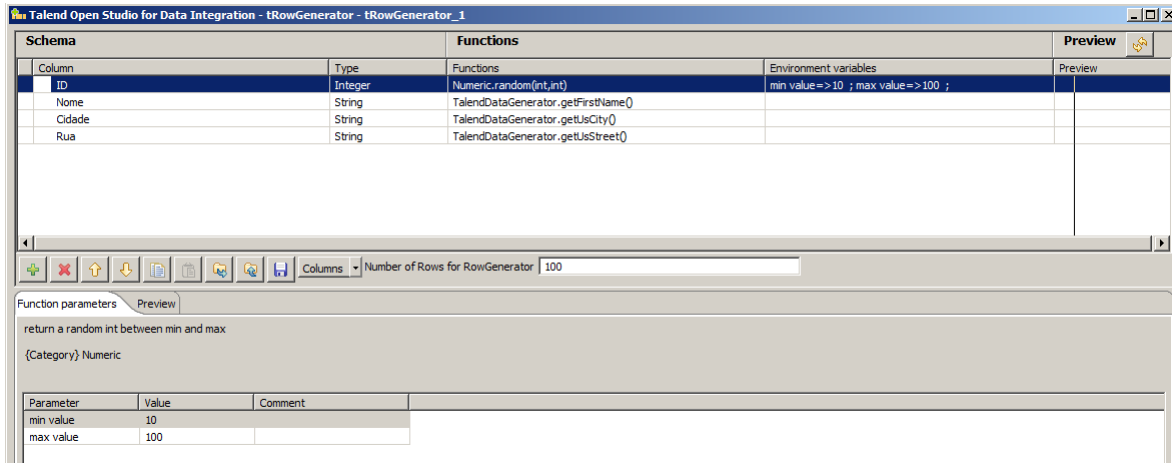 Talend Open Studio for Data Integration - tRowGenerator - tRowGenerator_1
Schema Functions Preview
Column Type Functions Environment variables Preview
ID Integer Numeric.random(int,int) min value=>10 ; max value=>100 ;
Nome String TalendDataGenerator.getFirstName()
Cidade String TalendDataGenerator.getUsCity()
Rua String TalendDataGenerator.getUsStreet()
Columns Number of Rows for RowGenerator 100
Function parameters Preview
return a random int between min and max
{Category} Numeric
Parameter Value Comment
min value 10
max value 100